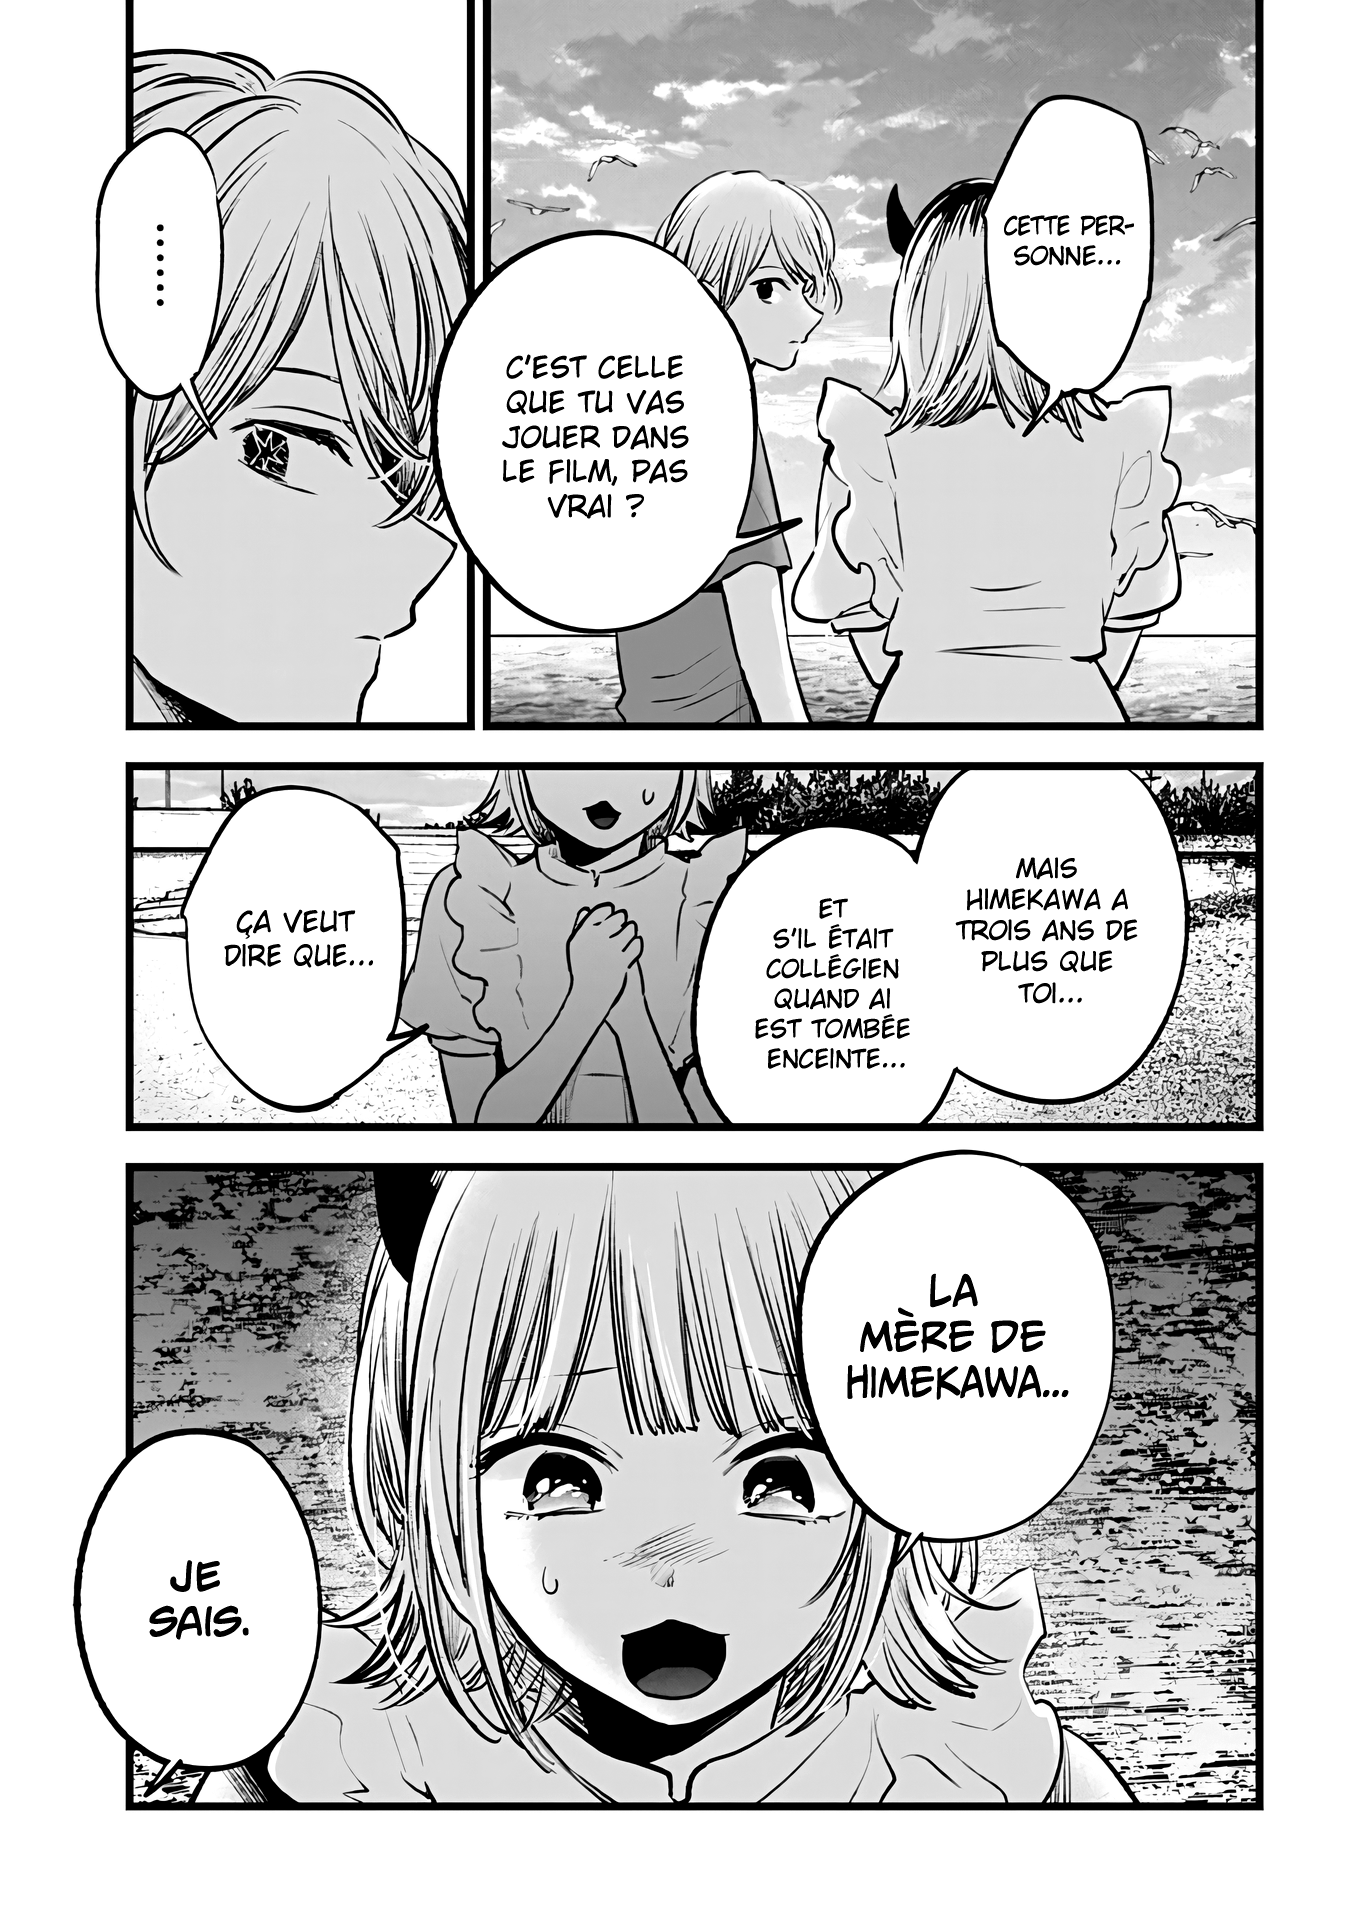 CETTE PER-
SONNE...
C'EST CELLE
QUE TU VAS
JOUER DANS
LE FILM, PAS
VRAI ?
......
MAIS
HIMEKAWA A
TROIS ANS DE
PLUS QUE
TOI...
ET
S'IL ÉTAIT
COLLÉGIEN
QUAND AI
EST TOMBÉE
ENCEINTE...
ÇA VEUT
DIRE QUE...
LA
MÈRE DE
HIMEKAWA...
JE
SAIS.